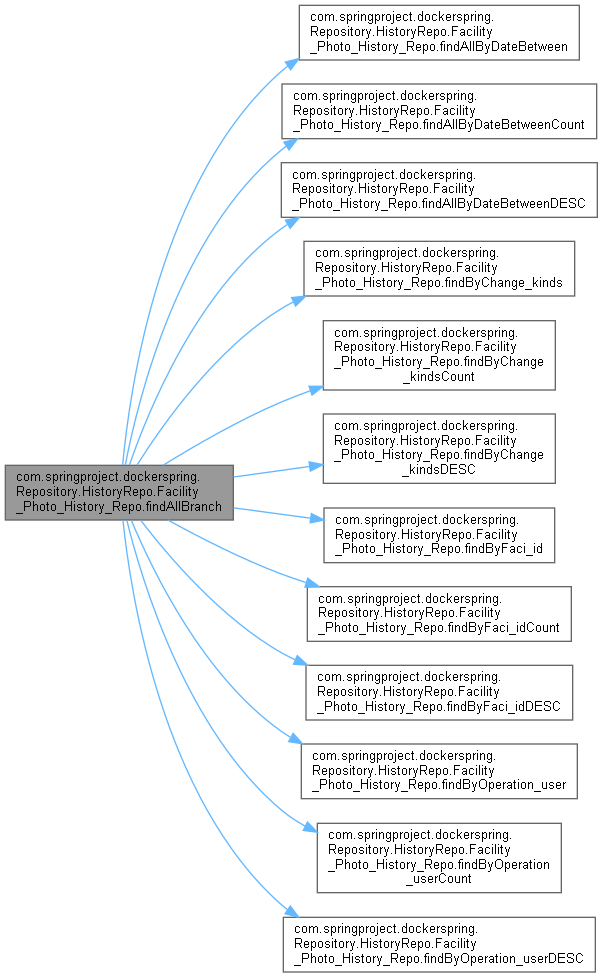 com.springproject.dockerspring.
Repository.HistoryRepo.Facility
_Photo_History_Repo.findAllByDateBetween
com.springproject.dockerspring.
Repository.HistoryRepo.Facility
_Photo_History_Repo.findAllByDateBetweenCount
com.springproject.dockerspring.
Repository.HistoryRepo.Facility
_Photo_History_Repo.findAllByDateBetweenDESC
com.springproject.dockerspring.
Repository.HistoryRepo.Facility
_Photo_History_Repo.findByChange_kinds
com.springproject.dockerspring.
Repository.HistoryRepo.Facility
_Photo_History_Repo.findByChange
_kindsCount
com.springproject.dockerspring.
Repository.HistoryRepo.Facility
_Photo_History_Repo.findByChange
_kindsDESC
com.springproject.dockerspring.
Repository.HistoryRepo.Facility
_Photo_History_Repo.findAllBranch
com.springproject.dockerspring.
Repository.HistoryRepo.Facility
_Photo_History_Repo.findByFaci_id
com.springproject.dockerspring.
Repository.HistoryRepo.Facility
_Photo_History_Repo.findByFaci_idCount
com.springproject.dockerspring.
Repository.HistoryRepo.Facility
_Photo_History_Repo.findByFaci_idDESC
com.springproject.dockerspring.
Repository.HistoryRepo.Facility
_Photo_History_Repo.findByOperation_user
com.springproject.dockerspring.
Repository.HistoryRepo.Facility
_Photo_History_Repo.findByOperation
_userCount
com.springproject.dockerspring.
Repository.HistoryRepo.Facility
_Photo_History_Repo.findByOperation_userDESC